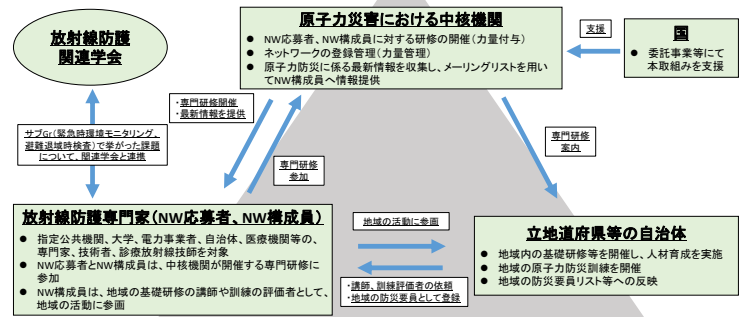 放射線防護
関連学会
原子力災害における中核機関
● NW応募者、NW構成員に対する研修の開催（力量付与）
● ネットワークの登録管理（力量管理）
● 原子力防災に係る最新情報を収集し、メーリングリストを用い
てNW構成員へ情報提供
支援
国
● 委託事業等にて
本取組みを支援
・専門研修開催
・最新情報を提供
サブGr（緊急時環境モニタリング、
避難退域時検査）で挙がった課題
について、関連学会と連携
専門研修
参加
専門研修
案内
放射線防護専門家（NW応募者、NW構成員）
● 指定公共機関、大学、電力事業者、自治体、医療機関等の、
専門家、技術者、診療放射線技師を対象
● NW応募者とNW構成員は、中核機関が開催する専門研修に
参加
● NW構成員は、地域の基礎研修の講師や訓練の評価者として、
地域の活動に参画
地域の活動に参画
・講師、訓練評価者の依頼
・地域の防災要員として登録
立地道府県等の自治体
● 地域内の基礎研修等を開催し、人材育成を実施
● 地域の原子力防災訓練を開催
● 地域の防災要員リスト等への反映